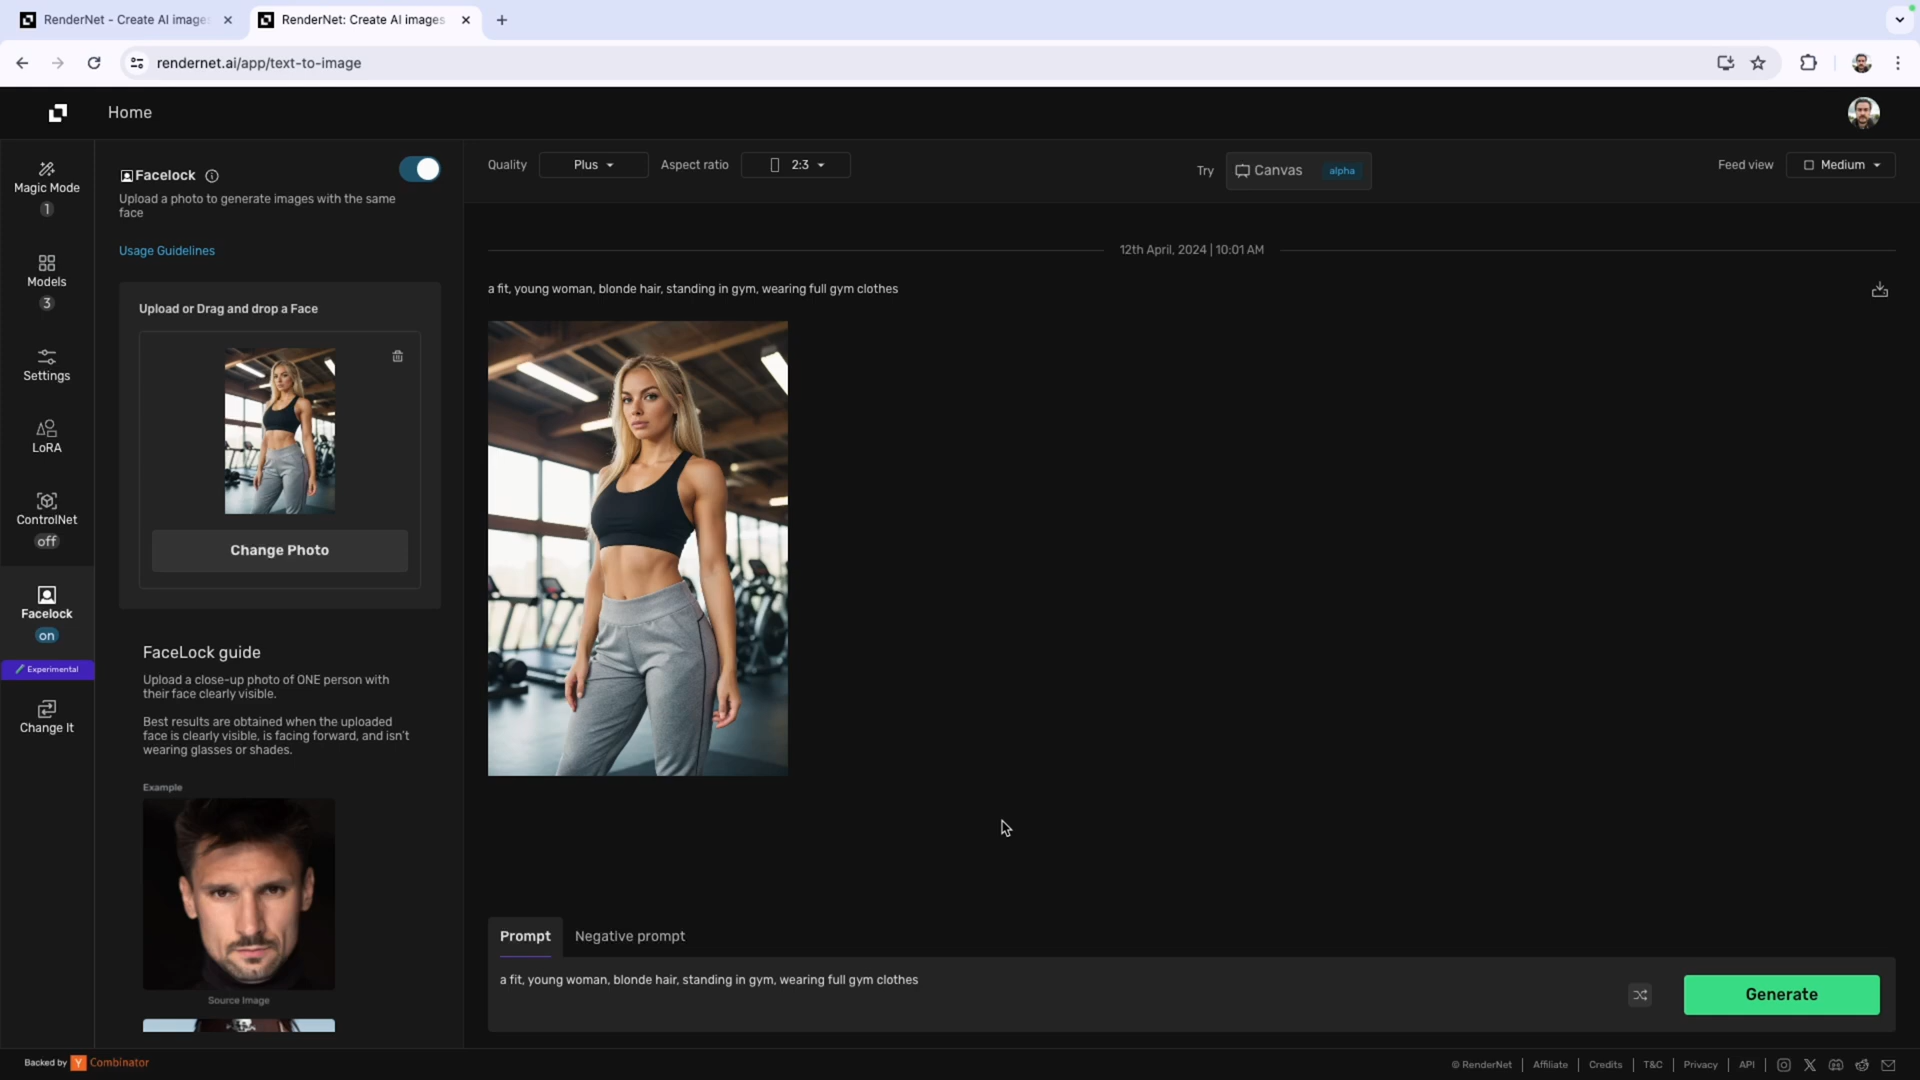 RenderNet - Create AI images
RenderNet: Create AI images
rendernet.ai/app/text-to-image
Home
Magic Mode
1
Models
3
Settings
LoRA
ControlNet
off
Facelock
on
Experimental
Change It
Facelock
Upload a photo to generate images with the same
face
Usage Guidelines
Upload or Drag and drop a Face
Change Photo
FaceLock guide
Upload a close-up photo of ONE person with
their face clearly visible.
Best results are obtained when the uploaded
face is clearly visible, is facing forward, and isn't
wearing glasses or shades.
Example
Source Image
Quality
Plus
Aspect ratio
2:3
Try
Canvas
alpha
Feed view
Medium
12th April, 2024 | 10:01 AM
a fit, young woman, blonde hair, standing in gym, wearing full gym clothes
Prompt
Negative prompt
a fit, young woman, blonde hair, standing in gym, wearing full gym clothes
Generate
Backed by Y Combinator
© RenderNet
Affiliate
Credits
T&C
Privacy
API